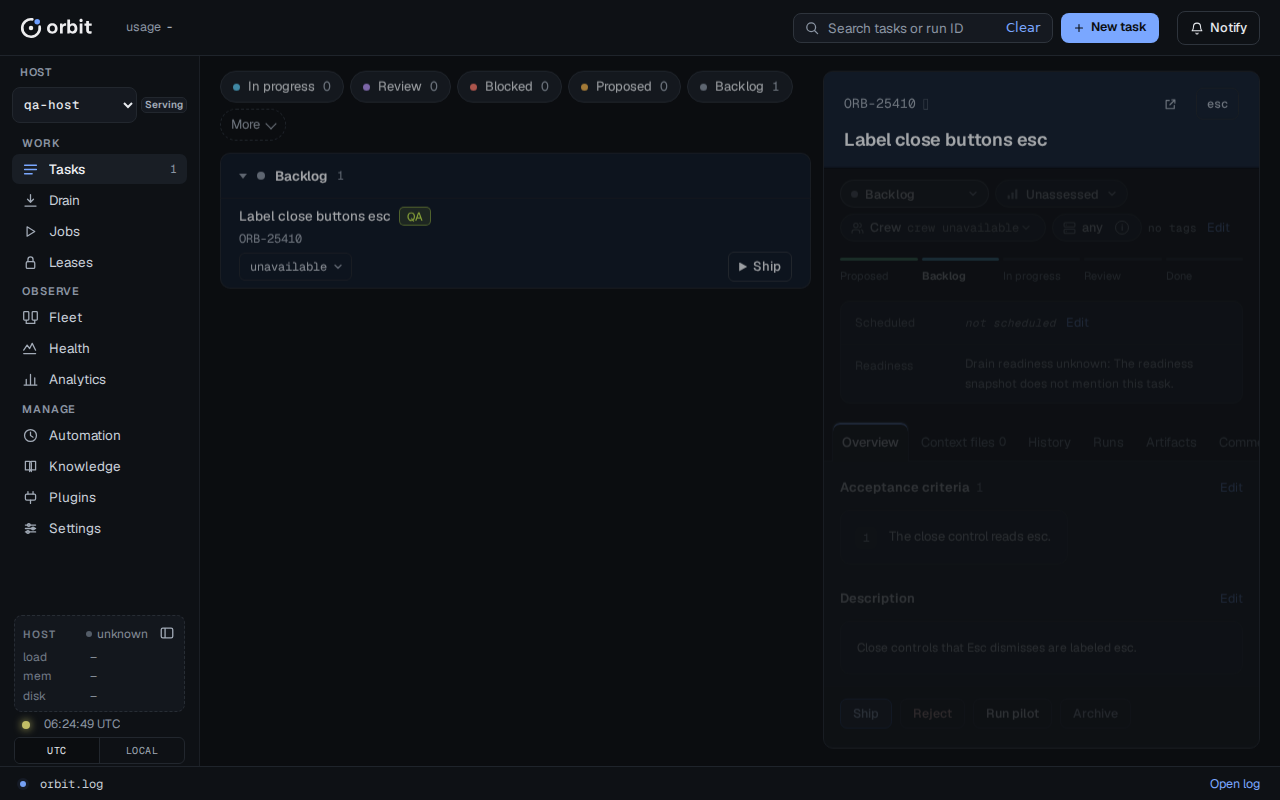 orbit
usage –
Search tasks or run ID
Clear
+ New task
Notify
HOST
qa-host
Serving
WORK
Tasks 1
Drain
Jobs
Leases
OBSERVE
Fleet
Health
Analytics
MANAGE
Automation
Knowledge
Plugins
Settings
HOST unknown
load –
mem –
disk –
06:24:49 UTC
UTC LOCAL
In progress 0
Review 0
Blocked 0
Proposed 0
Backlog 1
More
Backlog 1
Label close buttons esc QA
ORB-25410
unavailable
Ship
ORB-25410
esc
Label close buttons esc
Backlog
Unassessed
Crew crew unavailable
any
no tags Edit
Proposed Backlog In progress Review Done
Scheduled not scheduled Edit
Readiness Drain readiness unknown: The readiness
snapshot does not mention this task.
Overview Context files 0 History Runs Artifacts Comme
Acceptance criteria 1 Edit
1 The close control reads esc.
Description Edit
Close controls that Esc dismisses are labeled esc.
Ship Reject Run pilot Archive
orbit.log
Open log